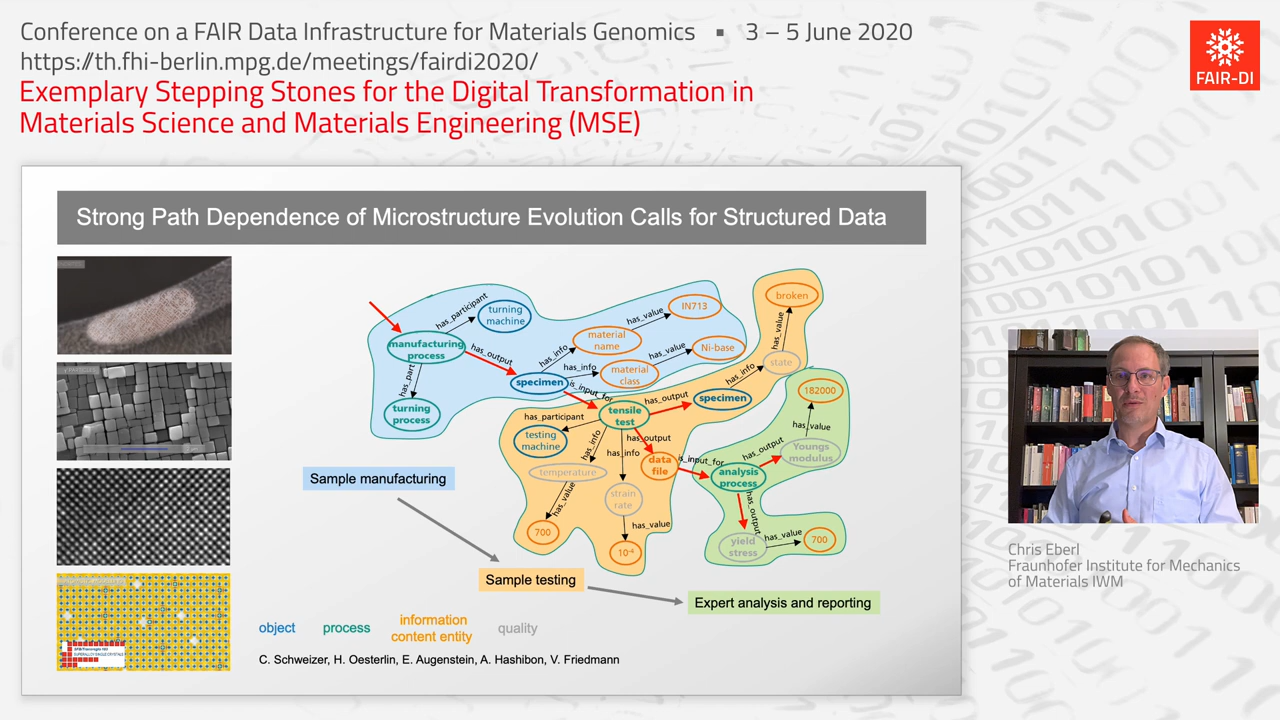 Conference on a FAIR Data Infrastructure for Materials Genomics ▪ 3 – 5 June 2020
https://th.fhi-berlin.mpg.de/meetings/fairdi2020/
Exemplary Stepping Stones for the Digital Transformation in
Materials Science and Materials Engineering (MSE)
FAIR-DI
Strong Path Dependence of Microstructure Evolution Calls for Structured Data
manufacturing
process
has_participant
turning
machine
has_part
turning
process
has_output
specimen
has_info
material
name
has_value
IN713
has_info
material
class
has_value
Ni-base
is_input_for
tensile
test
has_output
specimen
has_info
state
has_value
broken
has_participant
testing
machine
has_info
temperature
has_value
700
has_info
strain
rate
has_value
10⁻⁴
has_output
data
file
is_input_for
analysis
process
has_output
Youngs
modulus
has_value
182000
has_output
yield
stress
has_value
700
Sample manufacturing
Sample testing
Expert analysis and reporting
object
process
information
content entity
quality
C. Schweizer, H. Oesterlin, E. Augenstein, A. Hashibon, V. Friedmann
Chris Eberl
Fraunhofer Institute for Mechanics
of Materials IWM